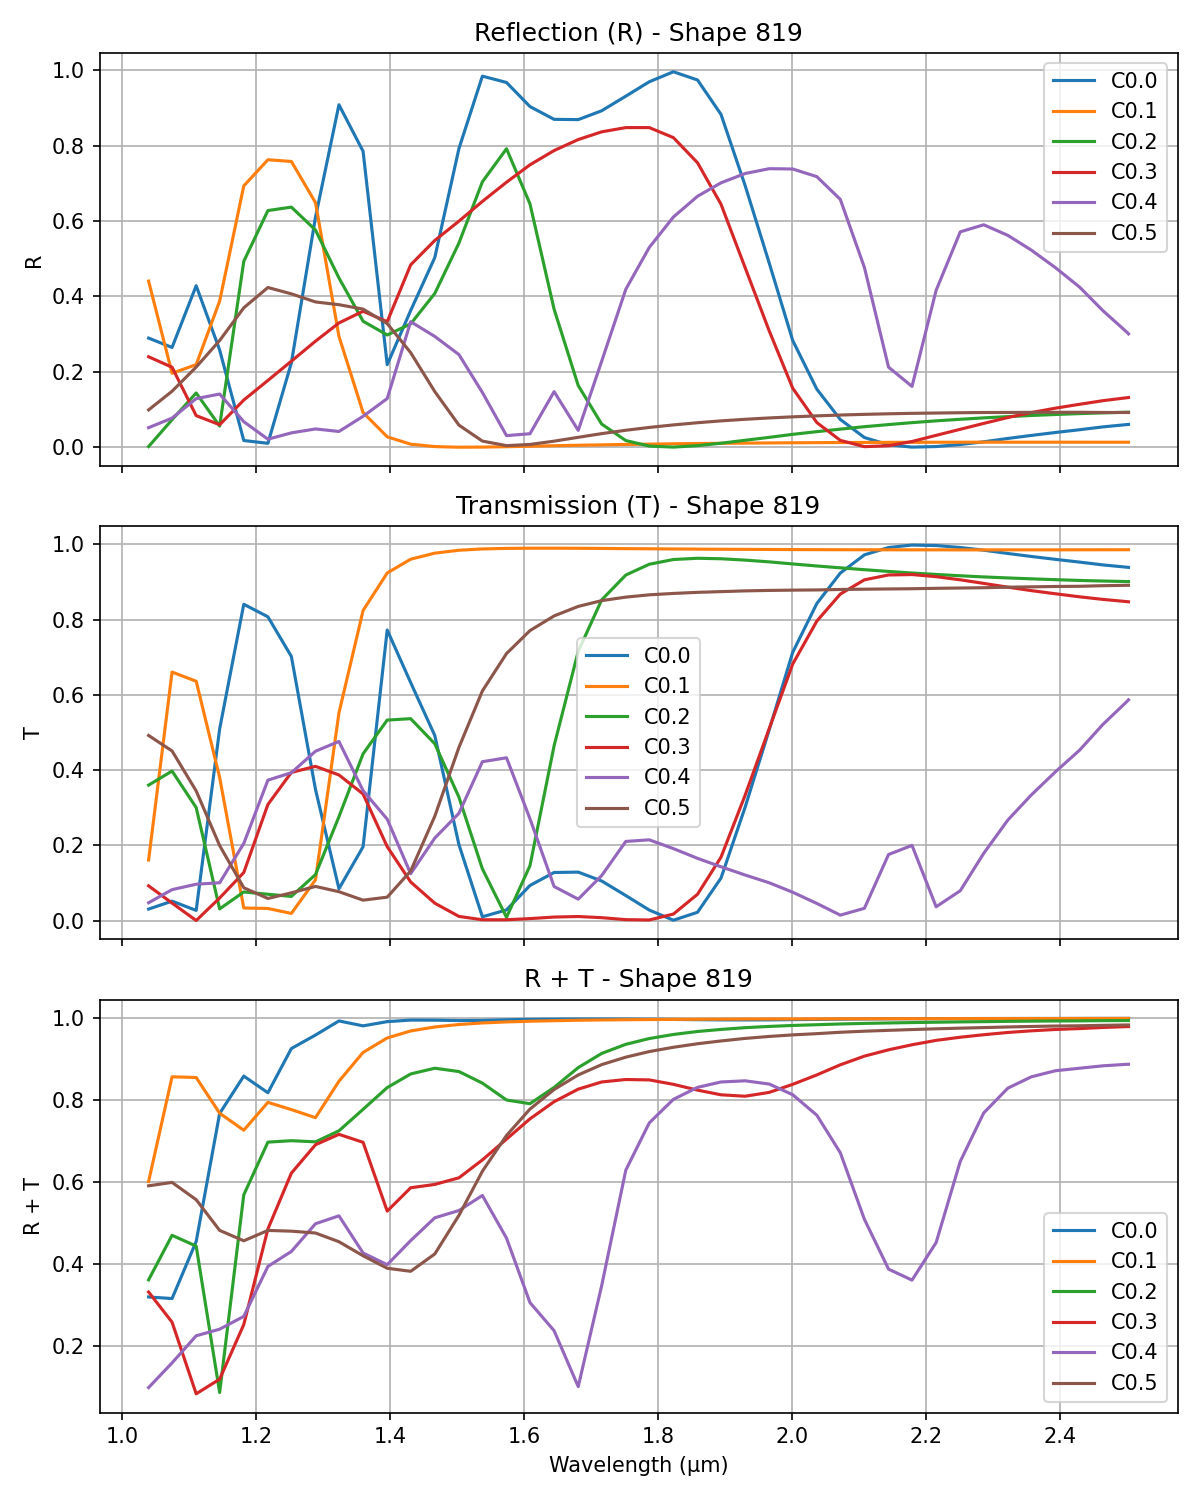 Reflection (R) - Shape 819
1.0
0.8
0.6
0.4
0.2
0.0
R
C0.0
C0.1
C0.2
C0.3
C0.4
C0.5
Transmission (T) - Shape 819
1.0
0.8
0.6
0.4
0.2
0.0
T
C0.0
C0.1
C0.2
C0.3
C0.4
C0.5
R + T - Shape 819
1.0
0.8
0.6
0.4
0.2
R + T
C0.0
C0.1
C0.2
C0.3
C0.4
C0.5
1.0 1.2 1.4 1.6 1.8 2.0 2.2 2.4
Wavelength (μm)